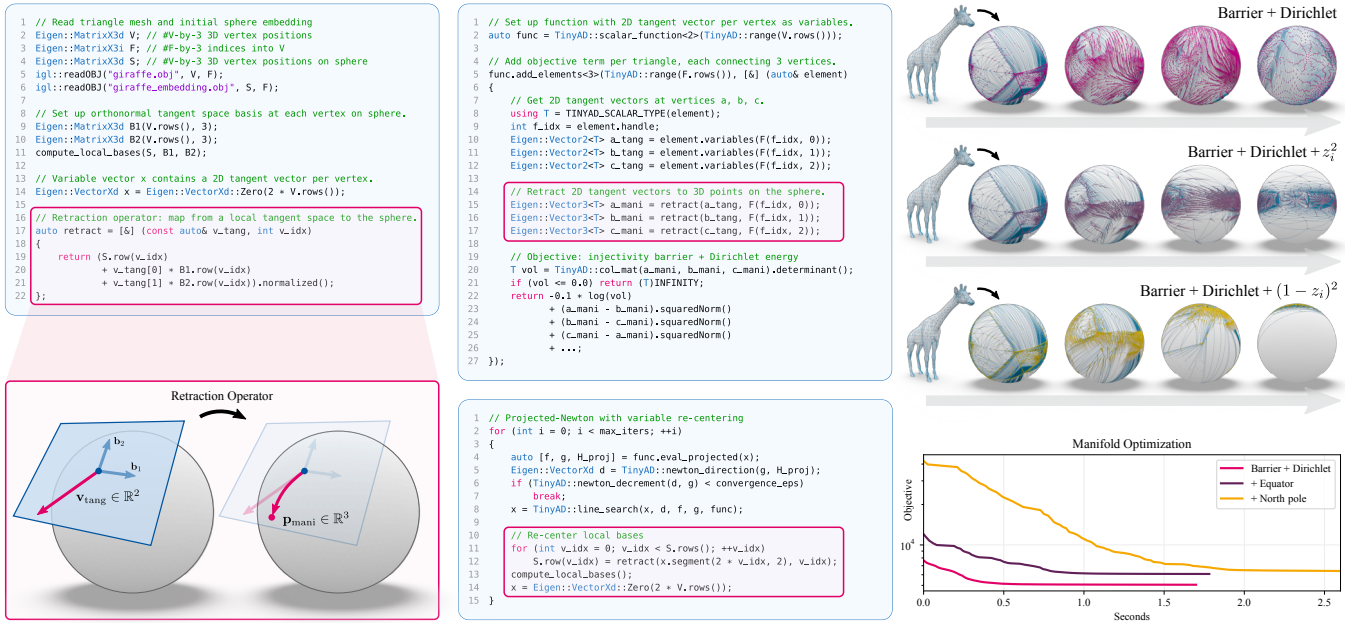 1 // Read triangle mesh and initial sphere embedding
2 Eigen::MatrixX3d V; // #V-by-3 3D vertex positions
3 Eigen::MatrixX3i F; // #F-by-3 indices into V
4 Eigen::MatrixX3d S; // #V-by-3 3D vertex positions on sphere
5 igl::readOBJ("giraffe.obj", V, F);
6 igl::readOBJ("giraffe_embedding.obj", S, F);
7
8 // Set up orthonormal tangent space basis at each vertex on sphere.
9 Eigen::MatrixX3d B1(V.rows(), 3);
10 Eigen::MatrixX3d B2(V.rows(), 3);
11 compute_local_bases(S, B1, B2);
12
13 // Variable vector x contains a 2D tangent vector per vertex.
14 Eigen::VectorXd x = Eigen::VectorXd::Zero(2 * V.rows());
15
16 // Retraction operator: map from a local tangent space to the sphere.
17 auto retract = [&] (const auto& v_tang, int v_idx)
18 {
19 return (S.row(v_idx)
20 + v_tang[0] * B1.row(v_idx)
21 + v_tang[1] * B2.row(v_idx)).normalized();
22 };
Retraction Operator
b₂
b₁
v_tang ∈ ℝ²
p_mani ∈ ℝ³
1 // Set up function with 2D tangent vector per vertex as variables.
2 auto func = TinyAD::scalar_function<2>(TinyAD::range(V.rows()));
3
4 // Add objective term per triangle, each connecting 3 vertices.
5 func.add_elements<3>(TinyAD::range(F.rows()), [&] (auto& element)
6 {
7 // Get 2D tangent vectors at vertices a, b, c.
8 using T = TINYAD_SCALAR_TYPE(element);
9 int f_idx = element.handle;
10 Eigen::Vector2<T> a_tang = element.variables(F(f_idx, 0));
11 Eigen::Vector2<T> b_tang = element.variables(F(f_idx, 1));
12 Eigen::Vector2<T> c_tang = element.variables(F(f_idx, 2));
13
14 // Retract 2D tangent vectors to 3D points on the sphere.
15 Eigen::Vector3<T> a_mani = retract(a_tang, F(f_idx, 0));
16 Eigen::Vector3<T> b_mani = retract(b_tang, F(f_idx, 1));
17 Eigen::Vector3<T> c_mani = retract(c_tang, F(f_idx, 2));
18
19 // Objective: injectivity barrier + Dirichlet energy
20 T vol = TinyAD::col_mat(a_mani, b_mani, c_mani).determinant();
21 if (vol <= 0.0) return (T)INFINITY;
22 return -0.1 * log(vol)
23 + (a_mani - b_mani).squaredNorm()
24 + (b_mani - c_mani).squaredNorm()
25 + (c_mani - a_mani).squaredNorm()
26 + ...;
27 });
1 // Projected-Newton with variable re-centering
2 for (int i = 0; i < max_iters; ++i)
3 {
4 auto [f, g, H_proj] = func.eval_projected(x);
5 Eigen::VectorXd d = TinyAD::newton_direction(g, H_proj);
6 if (TinyAD::newton_decrement(d, g) < convergence_eps)
7 break;
8 x = TinyAD::line_search(x, d, f, g, func);
9
10 // Re-center local bases
11 for (int v_idx = 0; v_idx < S.rows(); ++v_idx)
12 S.row(v_idx) = retract(x.segment(2 * v_idx, 2), v_idx);
13 compute_local_bases();
14 x = Eigen::VectorXd::Zero(2 * V.rows());
15 }
Barrier + Dirichlet
Barrier + Dirichlet + z_i²
Barrier + Dirichlet + (1 − z_i)²
Manifold Optimization
Barrier + Dirichlet
+ Equator
+ North pole
Objective
10⁴
0.0 0.5 1.0 1.5 2.0 2.5
Seconds